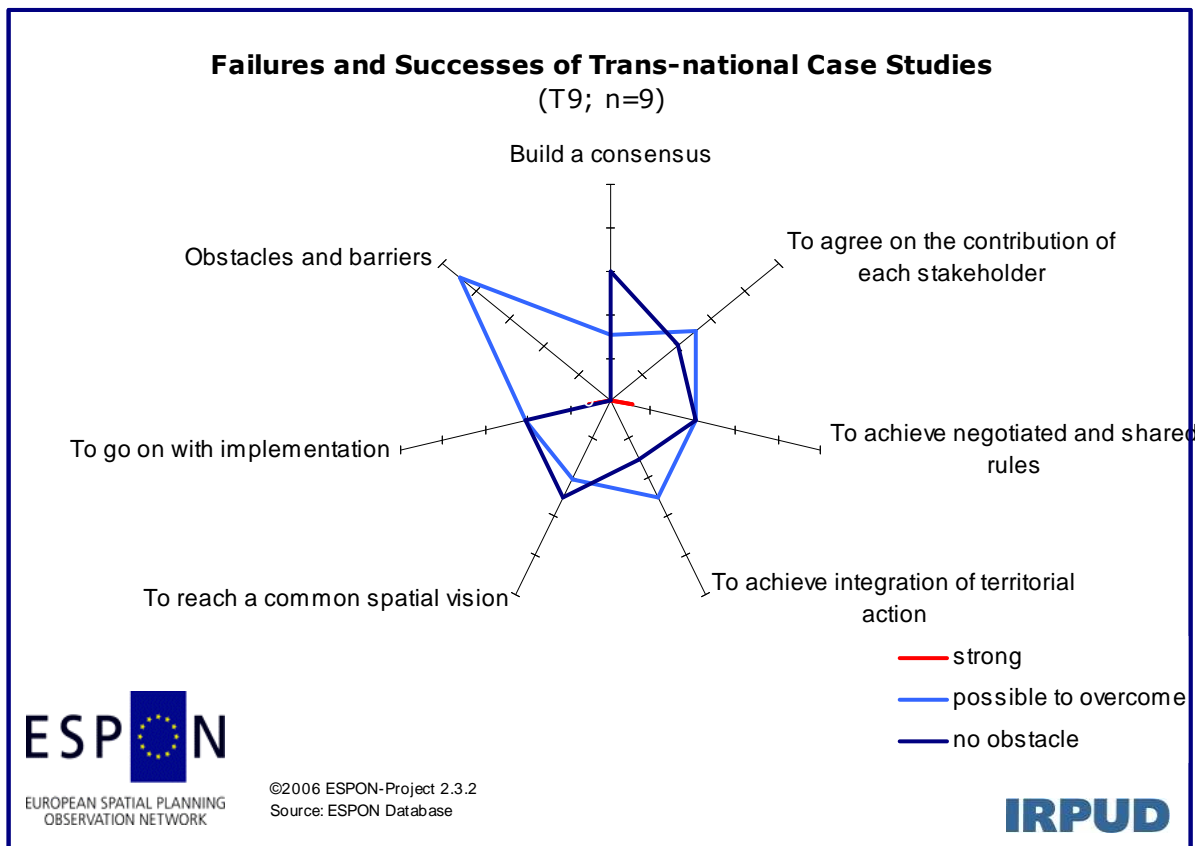 Failures and Successes of Trans-national Case Studies
(T9; n=9)
Build a consensus
To agree on the contribution of
each stakeholder
Obstacles and barriers
To go on with implementation
To achieve negotiated and shared
rules
To reach a common spatial vision
To achieve integration of territorial
action
strong
possible to overcome
no obstacle
ESPON
EUROPEAN SPATIAL PLANNING
OBSERVATION NETWORK
©2006 ESPON-Project 2.3.2
Source: ESPON Database
IRPUD